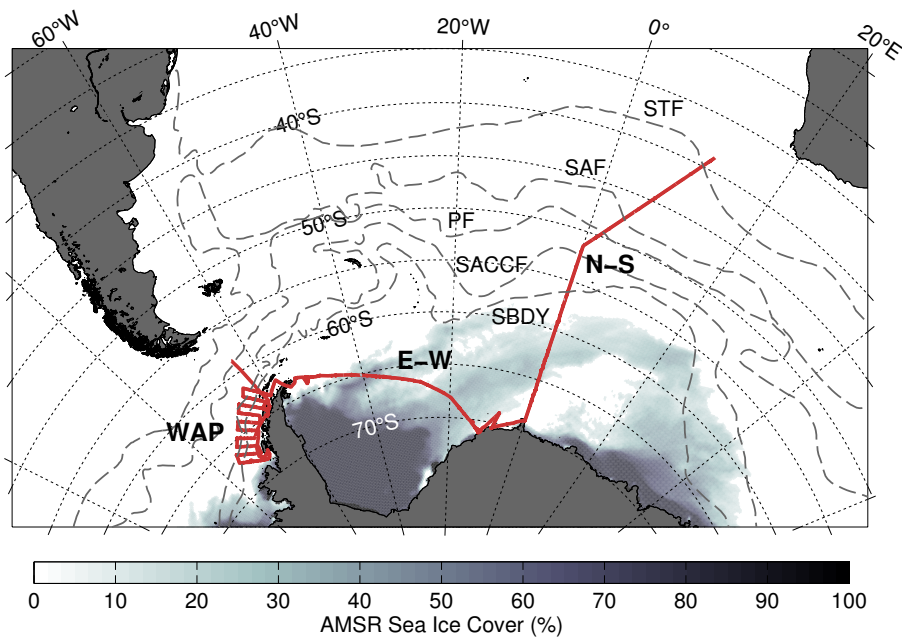 60°W
40°W
20°W
0°
20°E
40°S
STF
SAF
50°S
PF
SACCF
N–S
60°S
SBDY
E–W
70°S
WAP
0 10 20 30 40 50 60 70 80 90 100
AMSR Sea Ice Cover (%)